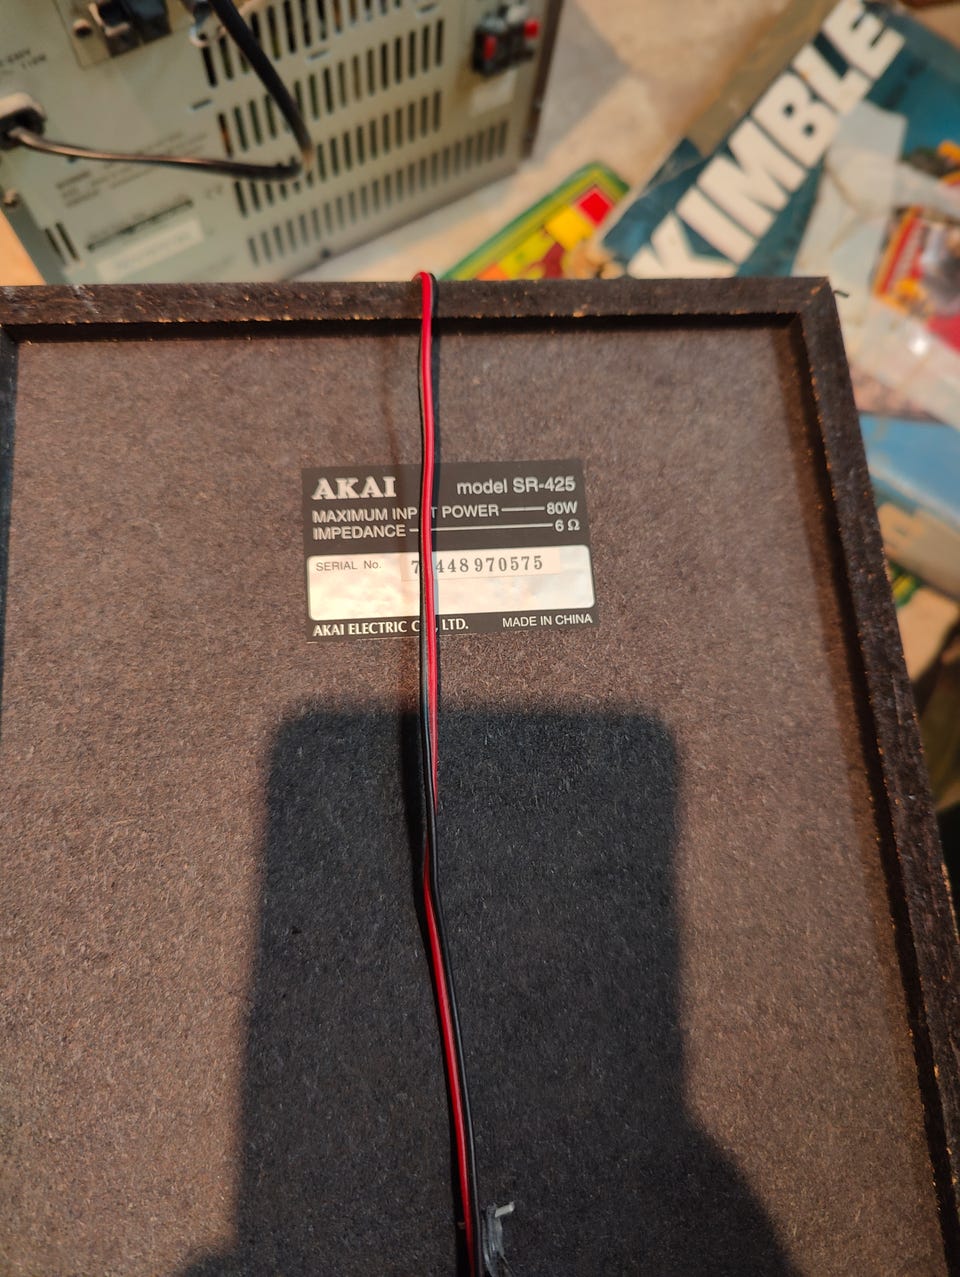 KIMBLE
AKAI model SR-425
MAXIMUM POWER 80W
IMPEDANCE 6 Ω
SERIAL No.
AKAI ELECTRIC LTD. MADE IN CHINA